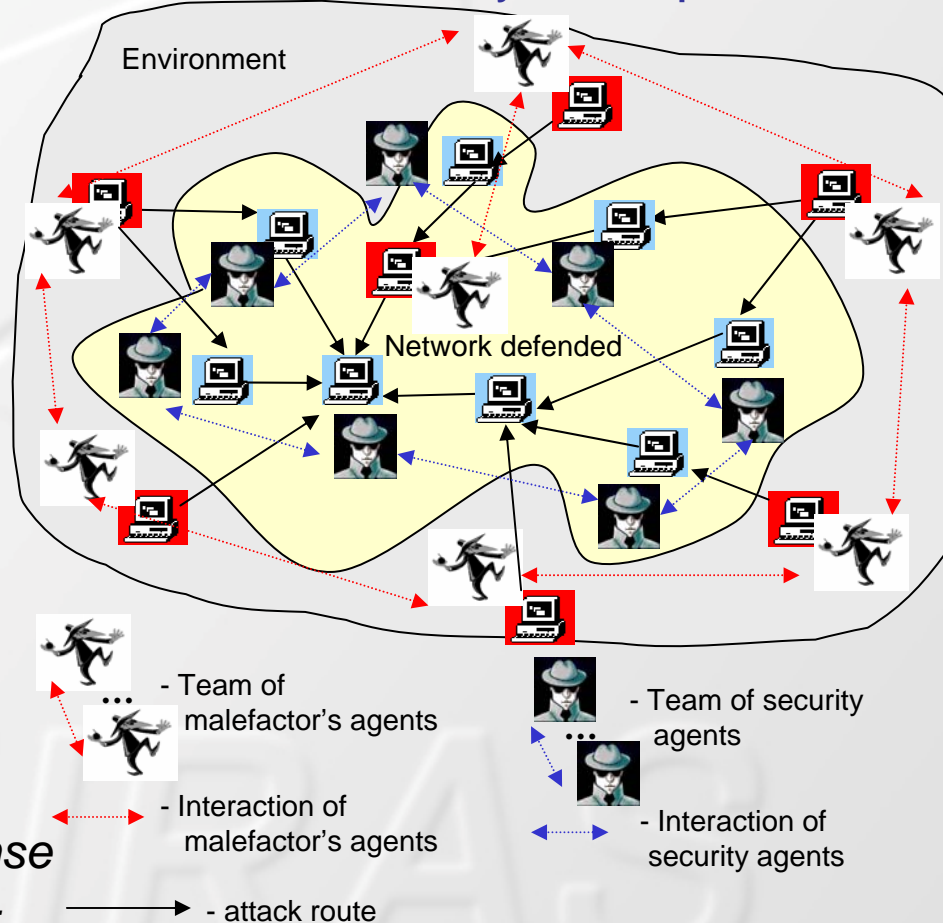 Environment
Network defended
...
- Team of
malefactor's agents
...
- Team of security
agents
- Interaction of
malefactor's agents
- Interaction of
security agents
- attack route